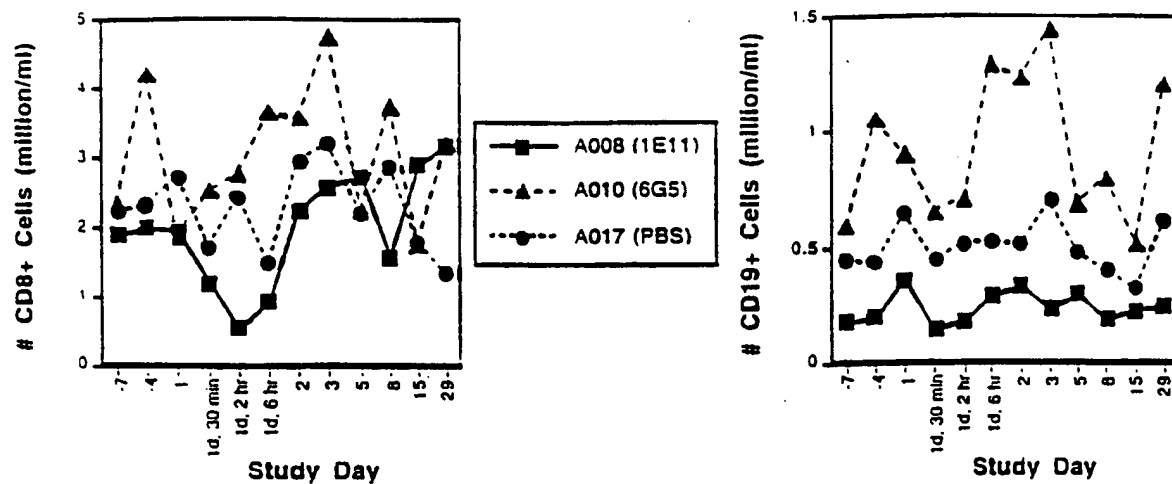 # CD8+ Cells (million/ml)
5
4
3
2
1
0
-7
-4
1
1d, 30 min
1d, 2 hr
1d, 6 hr
2
3
5
8
15
29
Study Day
A008 (1E11)
A010 (6G5)
A017 (PBS)
# CD19+ Cells (million/ml)
1.5
1
0.5
0
-7
-4
1
1d, 30 min
1d, 2 hr
1d, 6 hr
2
3
5
8
15
29
Study Day